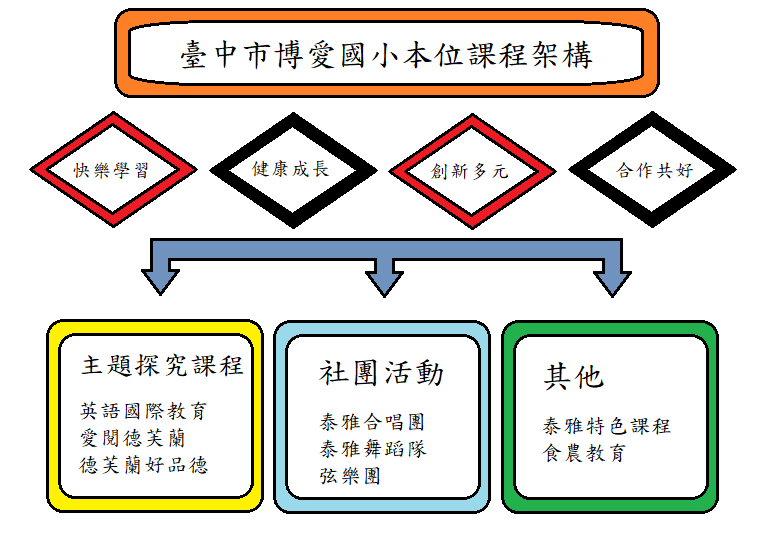 臺中市博愛國小本位課程架構
快樂學習
健康成長
創新多元
合作共好
主題探究課程
英語國際教育
愛閱德芙蘭
德芙蘭好品德
社團活動
泰雅合唱團
泰雅舞蹈隊
弦樂團
其他
泰雅特色課程
食農教育